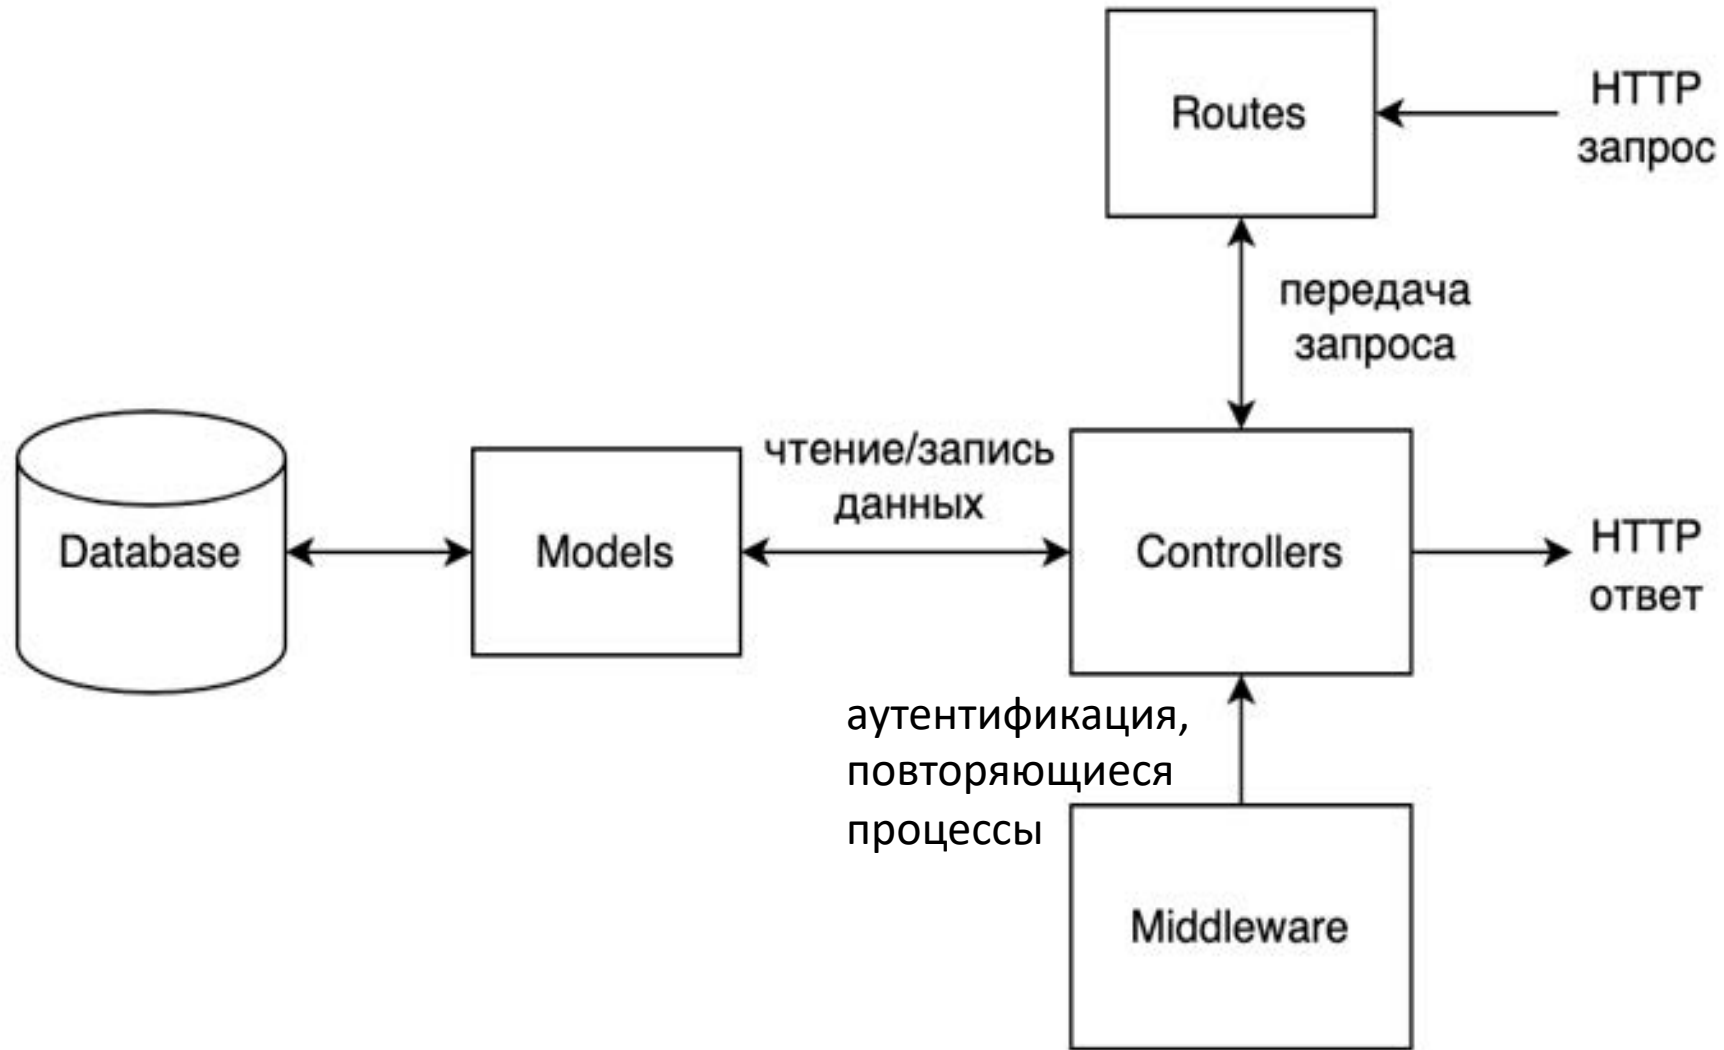 Routes
HTTP
запрос
передача
запроса
чтение/запись
данных
Database
Models
Controllers
HTTP
ответ
аутентификация,
повторяющиеся
процессы
Middleware